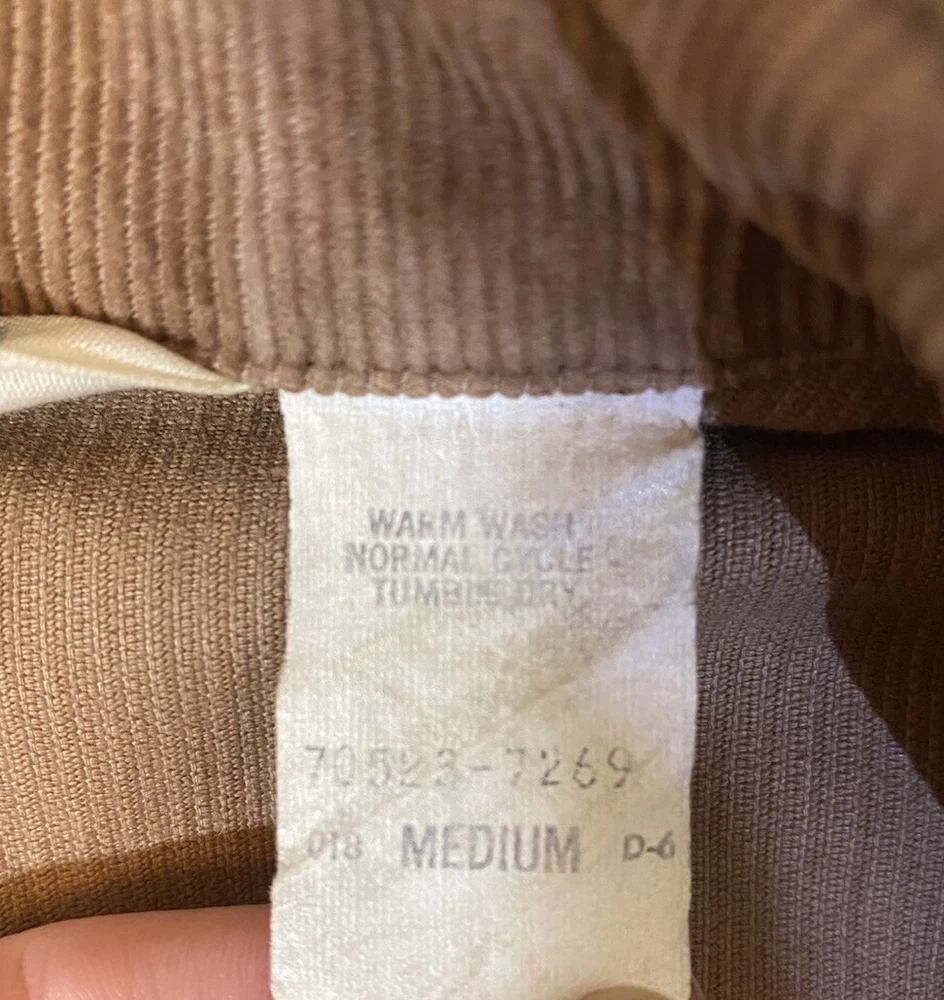 WARM WASH
NORMAL CYCLE
TUMBLE DRY
70523-7269
018 MEDIUM D-6